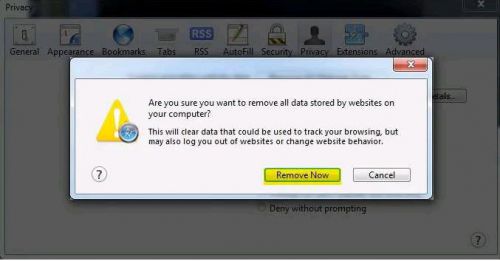 Privacy
General Appearance Bookmarks Tabs RSS AutoFill Security Privacy Extensions Advanced
RSS
Are you sure you want to remove all data stored by websites on
your computer?
This will clear data that could be used to track your browsing, but
may also log you out of websites or change website behavior.
?
Remove Now Cancel
Deny without prompting
?